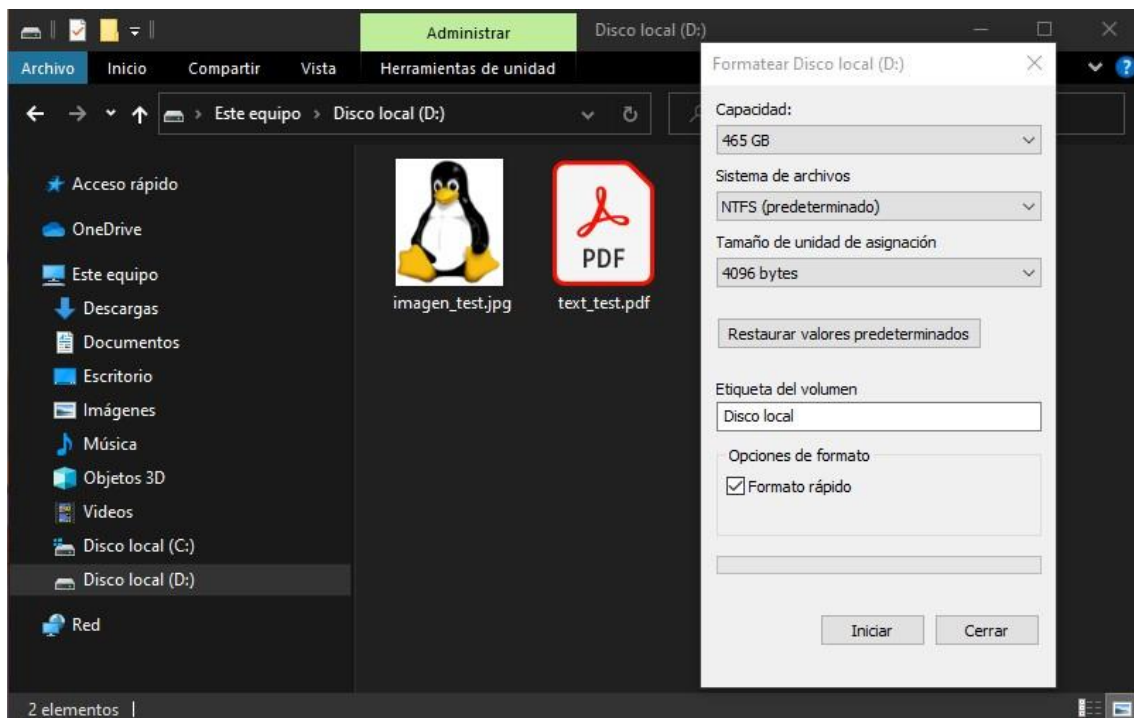 Administrar
Disco local (D:)
Archivo Inicio Compartir Vista Herramientas de unidad
Este equipo > Disco local (D:)
Acceso rápido
OneDrive
Este equipo
Descargas
Documentos
Escritorio
Imágenes
Música
Objetos 3D
Videos
Disco local (C:)
Disco local (D:)
Red
PDF
imagen_test.jpg
text_test.pdf
Formatear Disco local (D:)
Capacidad:
465 GB
Sistema de archivos
NTFS (predeterminado)
Tamaño de unidad de asignación
4096 bytes
Restaurar valores predeterminados
Etiqueta del volumen
Disco local
Opciones de formato
Formato rápido
Iniciar Cerrar
2 elementos